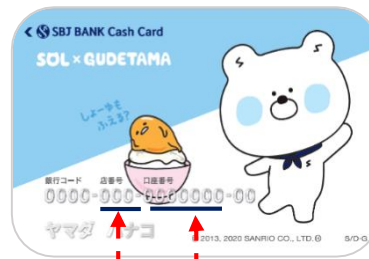 SBJ BANK Cash Card
SOL×GUDETAMA
しょーゆも
ふえる?
銀行コード 店番号 口座番号
0000-000-0000000-00
ヤマダ ハナコ
© 2013, 2020 SANRIO CO., LTD. ⓗ S/D-G